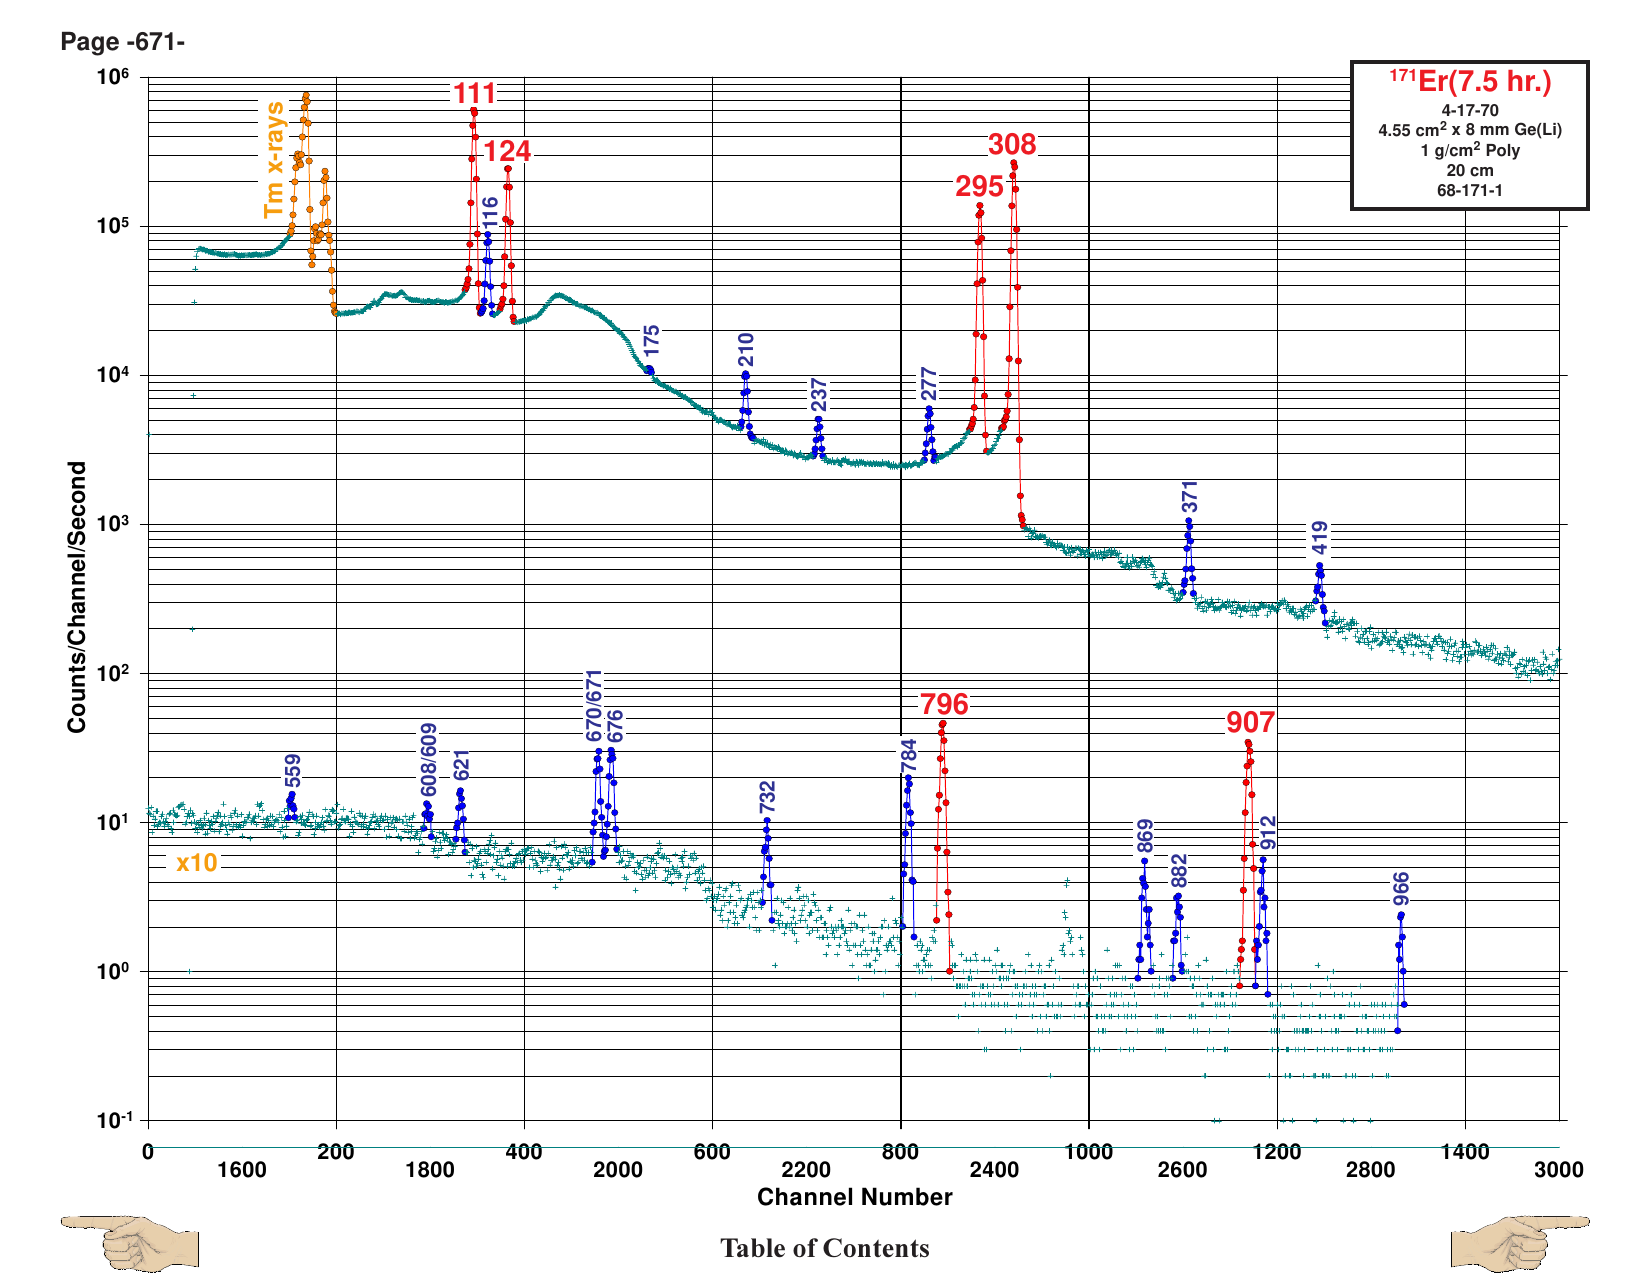 Page -671-
171Er(7.5 hr.)
4-17-70
4.55 cm2 x 8 mm Ge(Li)
1 g/cm2 Poly
20 cm
68-171-1
106
105
104
103
102
101
100
10-1
Counts/Channel/Second
Tm x-rays
111
116
124
175
210
237
277
295
308
371
419
559
608/609
621
670/671
676
732
784
796
869
882
907
912
966
x10
0 200 400 600 800 1000 1200 1400
1600 1800 2000 2200 2400 2600 2800 3000
Channel Number
Table of Contents